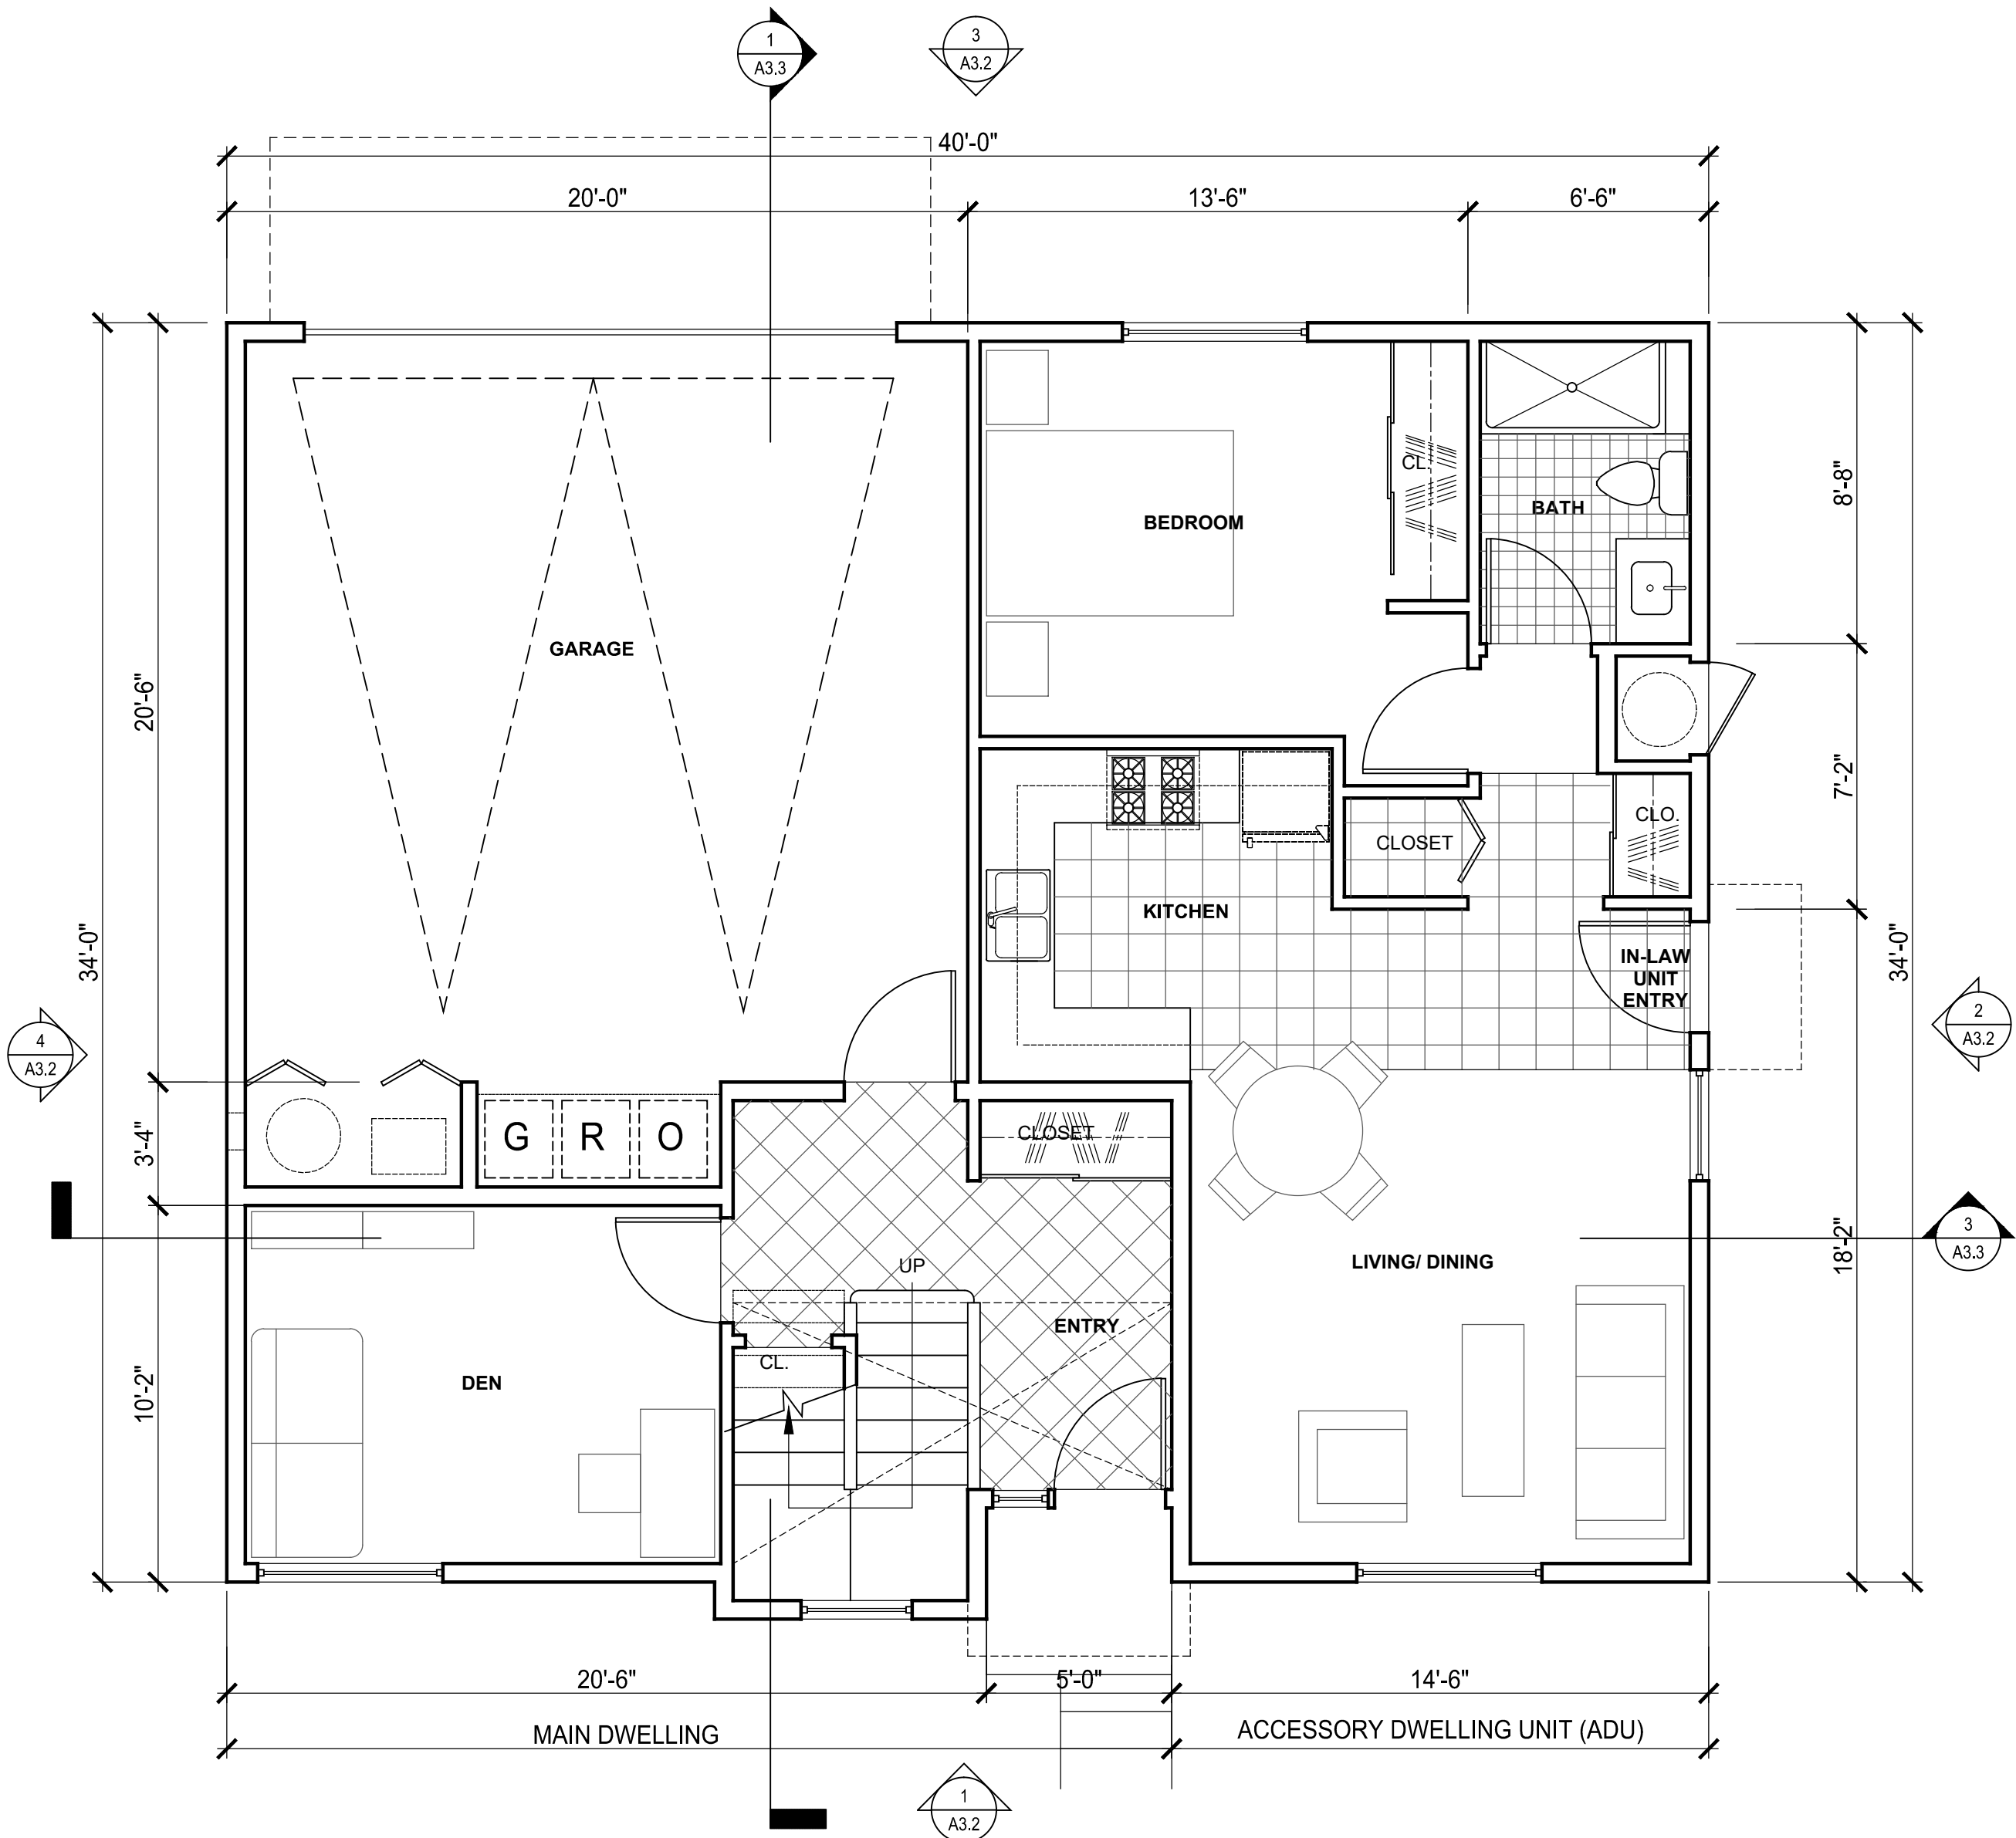 1
A3.3
3
A3.2
40'-0"
20'-0"
13'-6"
6'-6"
CL.
BATH
BEDROOM
8'-8"
GARAGE
20'-6"
7'-2"
CLO.
CLOSET
KITCHEN
34'-0"
34'-0"
IN-LAW
UNIT
ENTRY
4
A3.2
2
A3.2
3'-4"
G R O
CLOSET
UP
LIVING/ DINING
18'-2"
3
A3.3
ENTRY
CL.
DEN
10'-2"
20'-6"
5'-0"
14'-6"
MAIN DWELLING
ACCESSORY DWELLING UNIT (ADU)
1
A3.2